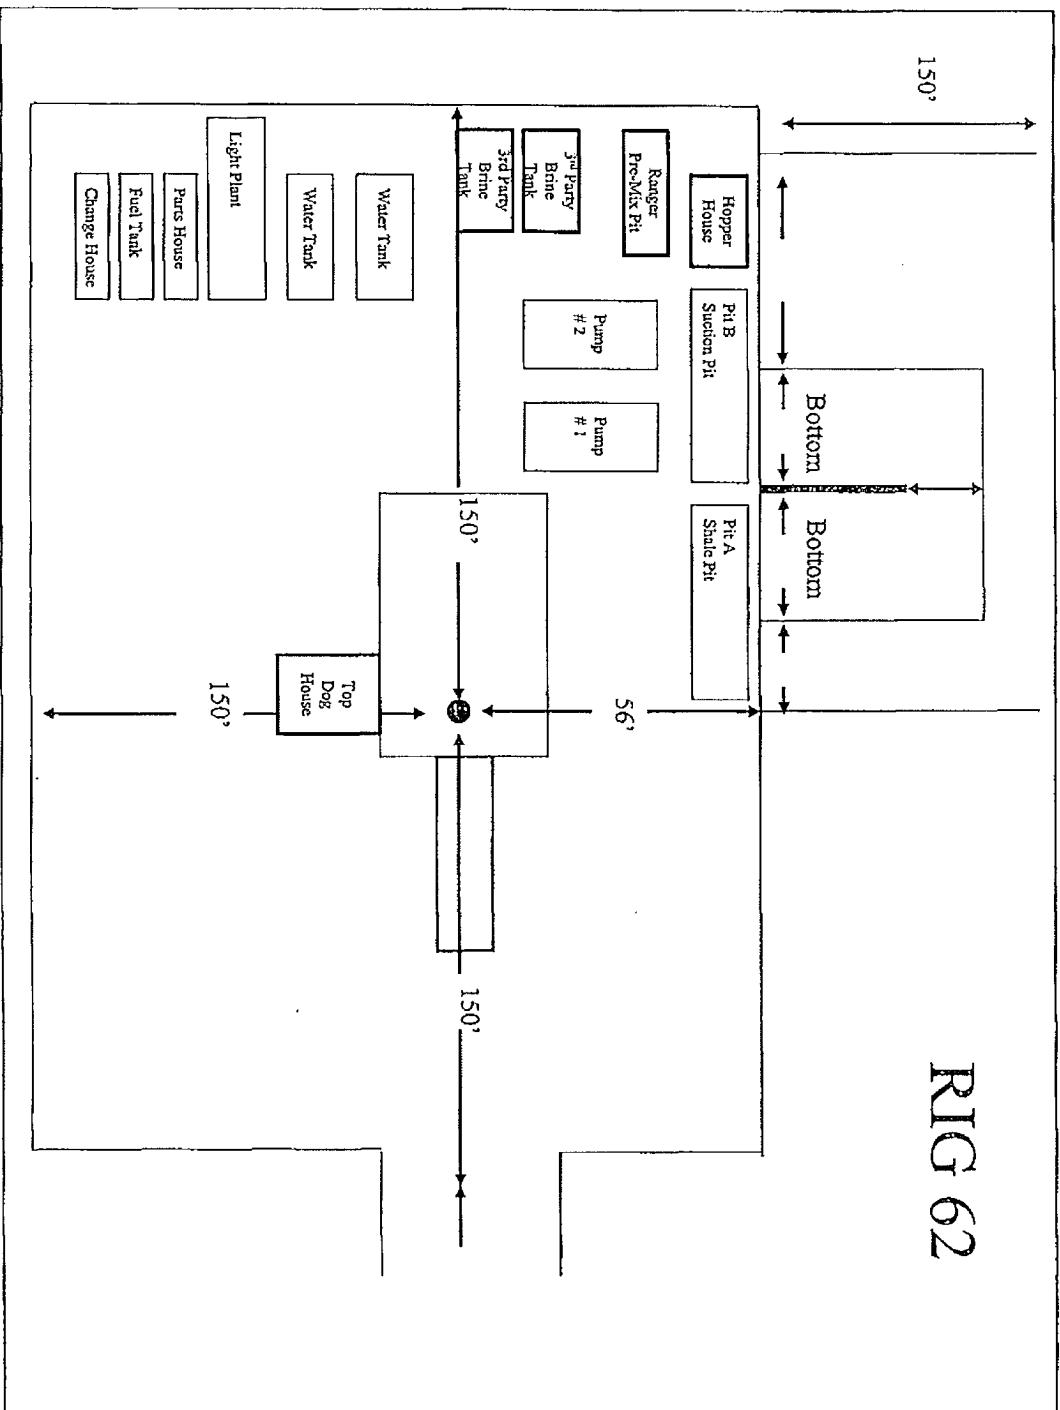 150'
RIG 62
Bottom
Bottom
Hopper
House
Pit B
Suction Pit
Pit A
Shale Pit
Ranger
Pre-Mix Pit
56'
Pump
# 2
Pump
# 1
3rd Party
Brine
Tank
3rd Party
Brine
Tank
150'
150'
Water Tank
Top
Dog
House
Water Tank
Light Plant
150'
Parts House
Fuel Tank
Change House